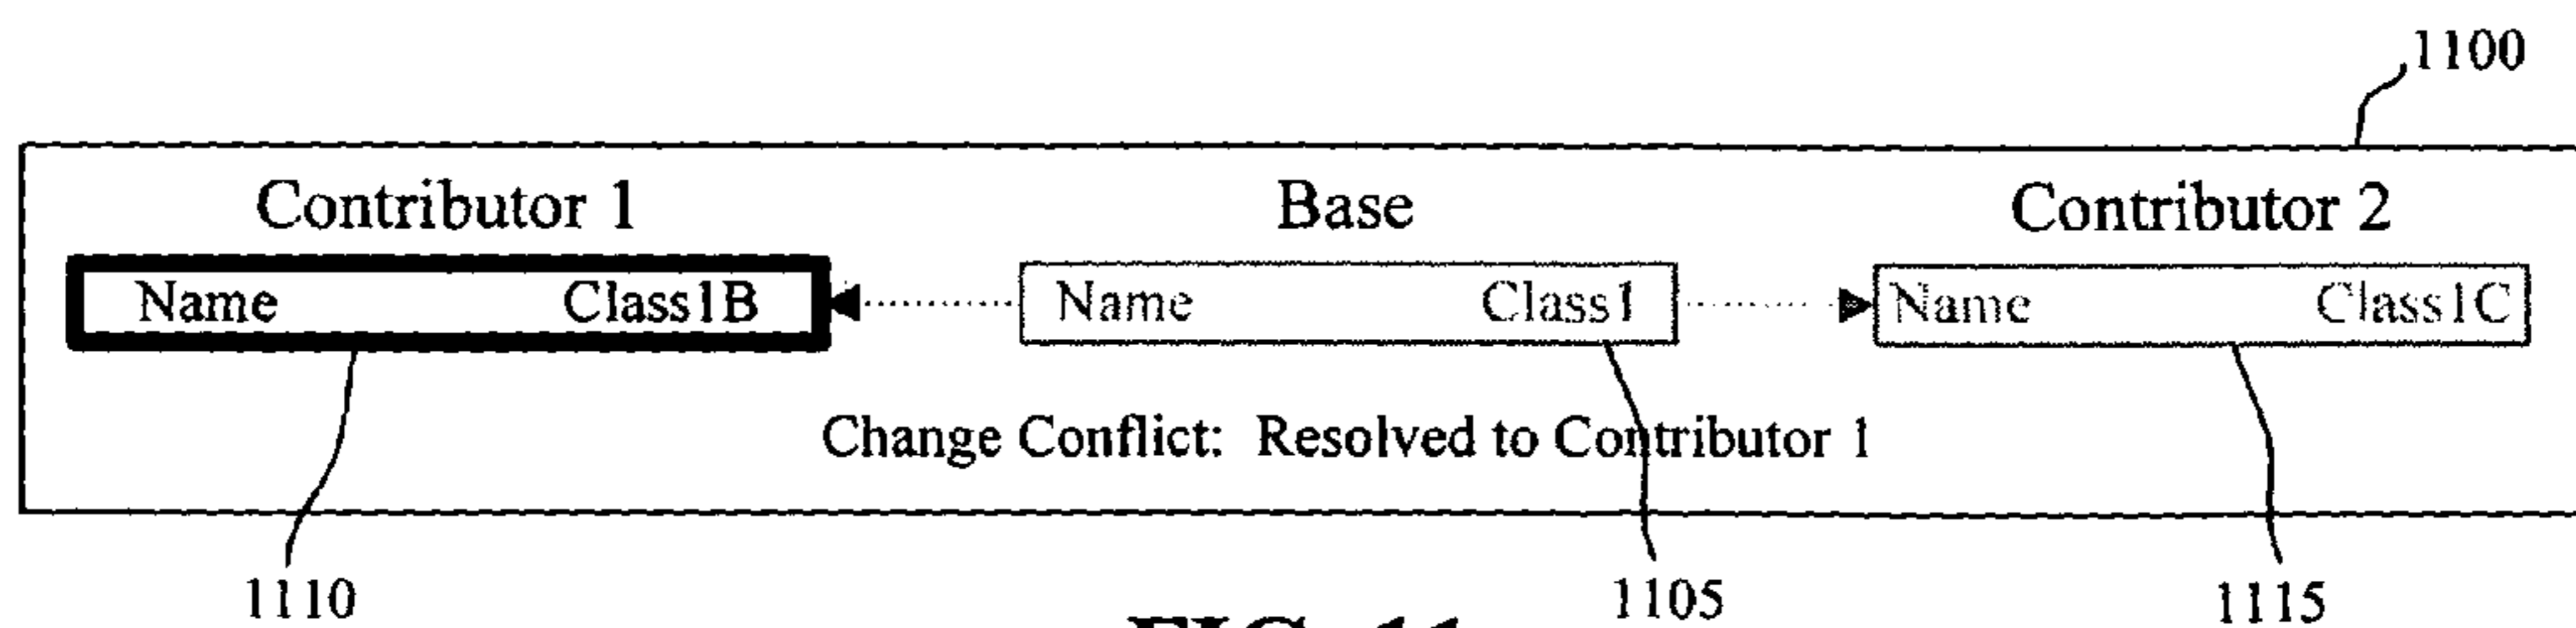 1100
Contributor 1 Base Contributor 2
Name Class1B Name Class1 Name Class1C
Change Conflict: Resolved to Contributor 1
1110 1105 1115